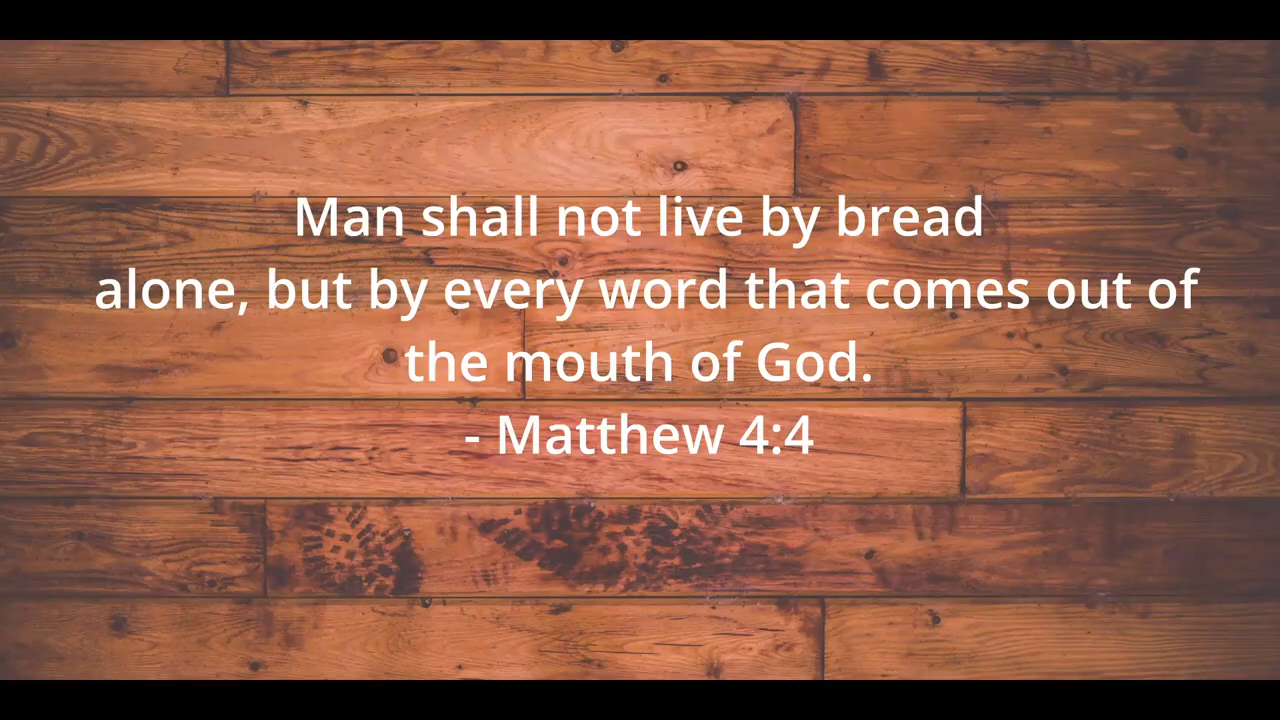 Man shall not live by bread
alone, but by every word that comes out of
the mouth of God.
- Matthew 4:4